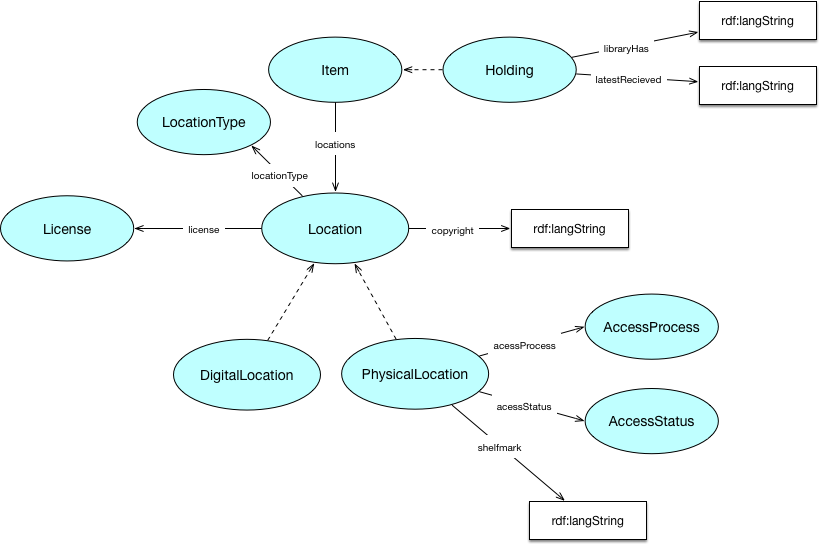 rdf:langString
libraryHas
Item
Holding
latestRecieved
rdf:langString
LocationType
locations
locationType
License
license
Location
copyright
rdf:langString
AccessProcess
acessProcess
DigitalLocation
PhysicalLocation
acessStatus
AccessStatus
shelfmark
rdf:langString